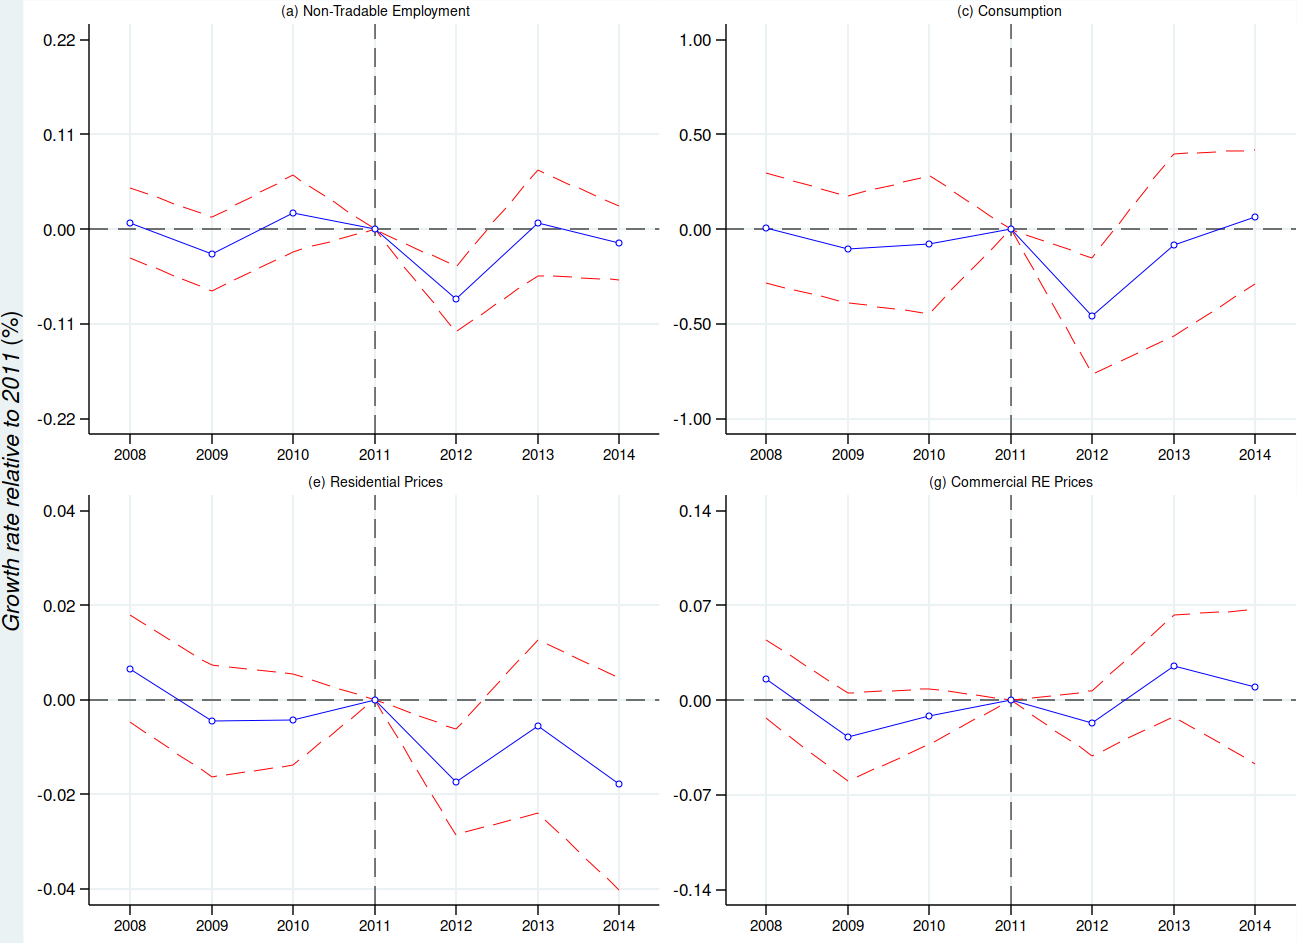 Growth rate relative to 2011 (%)
(a) Non-Tradable Employment
0.22
0.11
0.00
-0.11
-0.22
2008 2009 2010 2011 2012 2013 2014
(c) Consumption
1.00
0.50
0.00
-0.50
-1.00
2008 2009 2010 2011 2012 2013 2014
(e) Residential Prices
0.04
0.02
0.00
-0.02
-0.04
2008 2009 2010 2011 2012 2013 2014
(g) Commercial RE Prices
0.14
0.07
0.00
-0.07
-0.14
2008 2009 2010 2011 2012 2013 2014